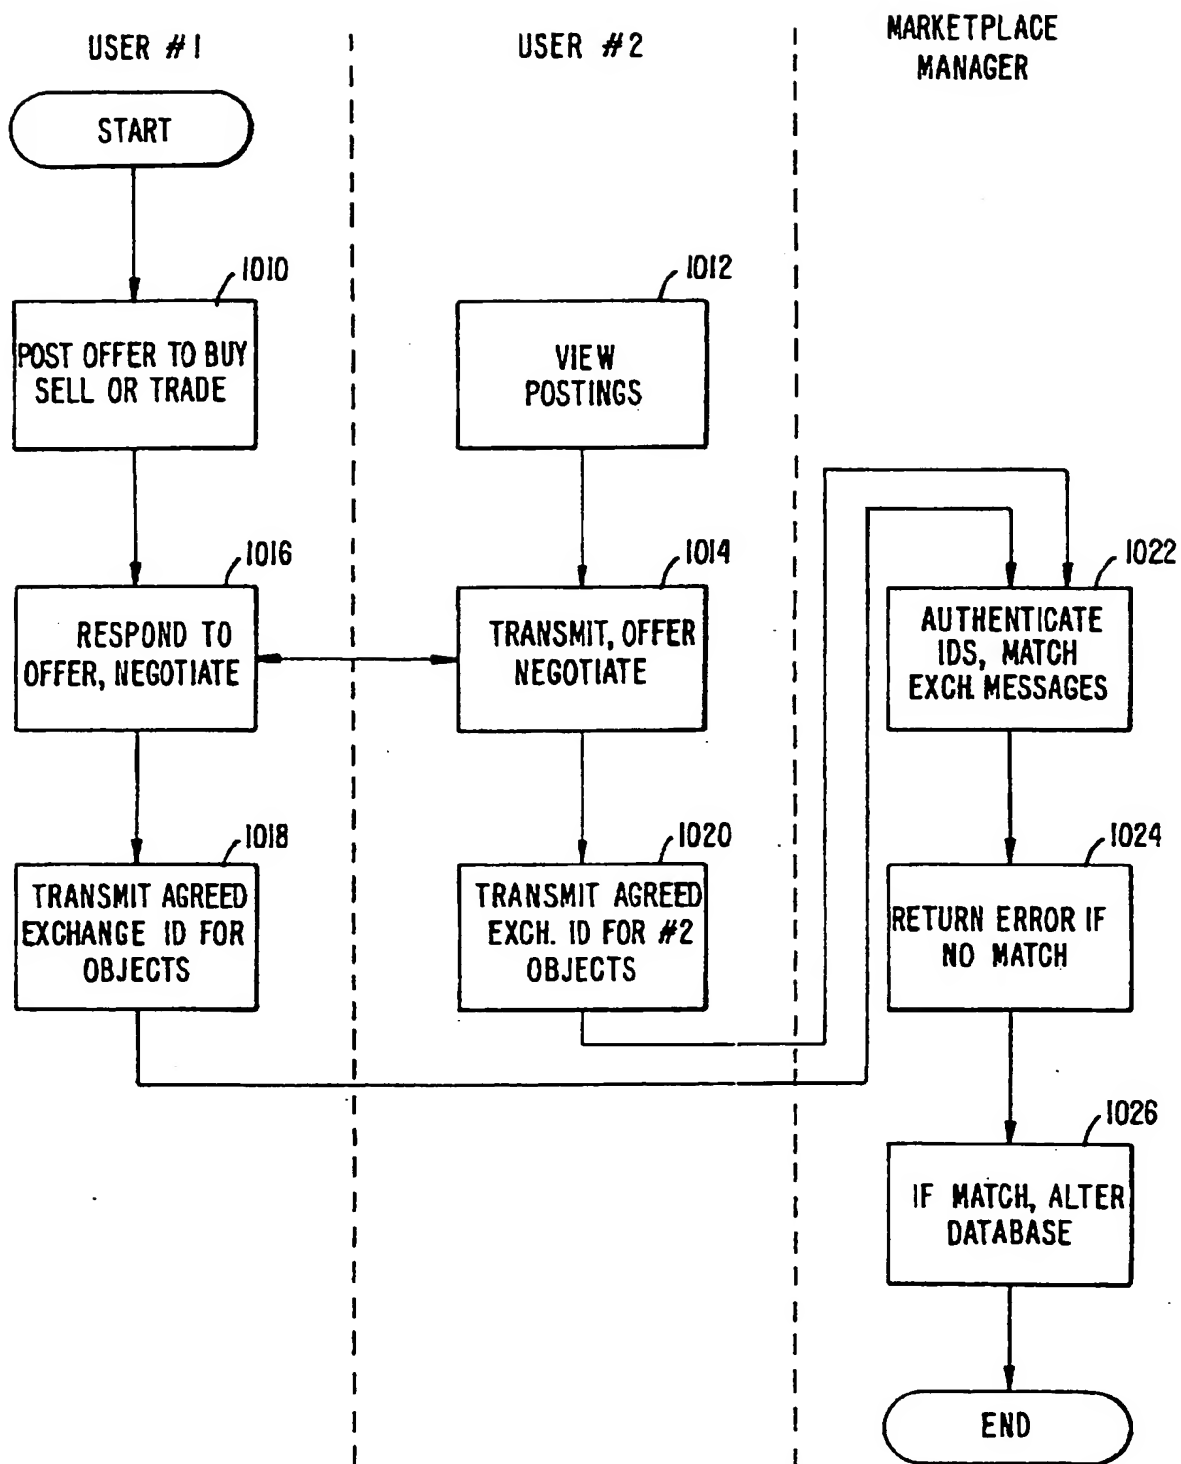 USER #1
USER #2
MARKETPLACE
MANAGER
START
1010
POST OFFER TO BUY
SELL OR TRADE
1012
VIEW
POSTINGS
1016
RESPOND TO
OFFER, NEGOTIATE
1014
TRANSMIT, OFFER
NEGOTIATE
1022
AUTHENTICATE
IDS, MATCH
EXCH. MESSAGES
1018
TRANSMIT AGREED
EXCHANGE ID FOR
OBJECTS
1020
TRANSMIT AGREED
EXCH. ID FOR #2
OBJECTS
1024
RETURN ERROR IF
NO MATCH
1026
IF MATCH, ALTER
DATABASE
END